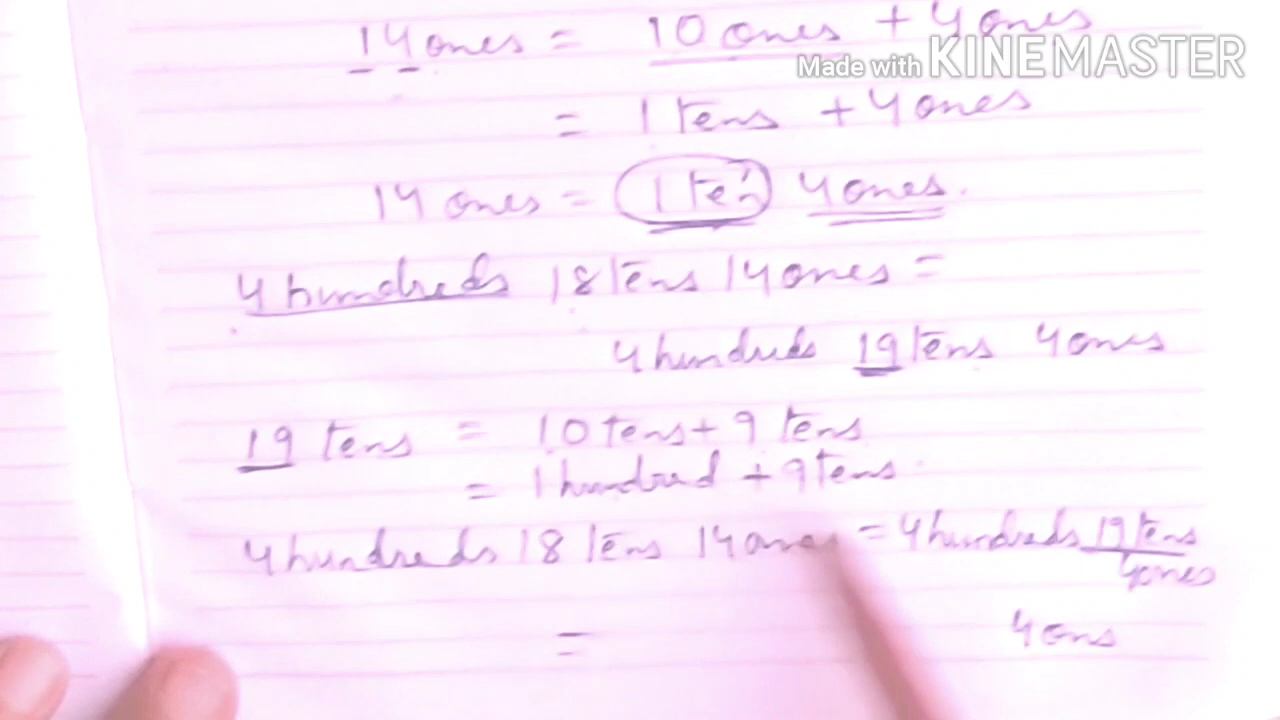 14 ones = 10 ones + 4 ones
Made with KINEMASTER
= 1 tens + 4 ones
14 ones = 1 ten 4 ones.
4 hundreds 18 tens 14 ones =
4 hundreds 19 tens 4 ones
19 tens = 10 tens + 9 tens
= 1 hundred + 9 tens.
4 hundreds 18 tens 14 ones = 4 hundreds 19 tens
4 ones
= 4 ons